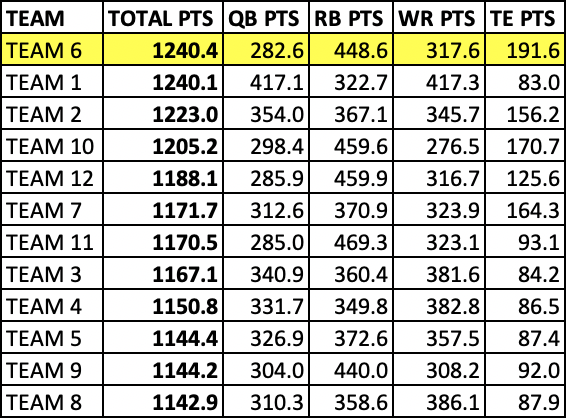 TEAM TOTAL PTS QB PTS RB PTS WR PTS TE PTS
TEAM 6 1240.4 282.6 448.6 317.6 191.6
TEAM 1 1240.1 417.1 322.7 417.3 83.0
TEAM 2 1223.0 354.0 367.1 345.7 156.2
TEAM 10 1205.2 298.4 459.6 276.5 170.7
TEAM 12 1188.1 285.9 459.9 316.7 125.6
TEAM 7 1171.7 312.6 370.9 323.9 164.3
TEAM 11 1170.5 285.0 469.3 323.1 93.1
TEAM 3 1167.1 340.9 360.4 381.6 84.2
TEAM 4 1150.8 331.7 349.8 382.8 86.5
TEAM 5 1144.4 326.9 372.6 357.5 87.4
TEAM 9 1144.2 304.0 440.0 308.2 92.0
TEAM 8 1142.9 310.3 358.6 386.1 87.9